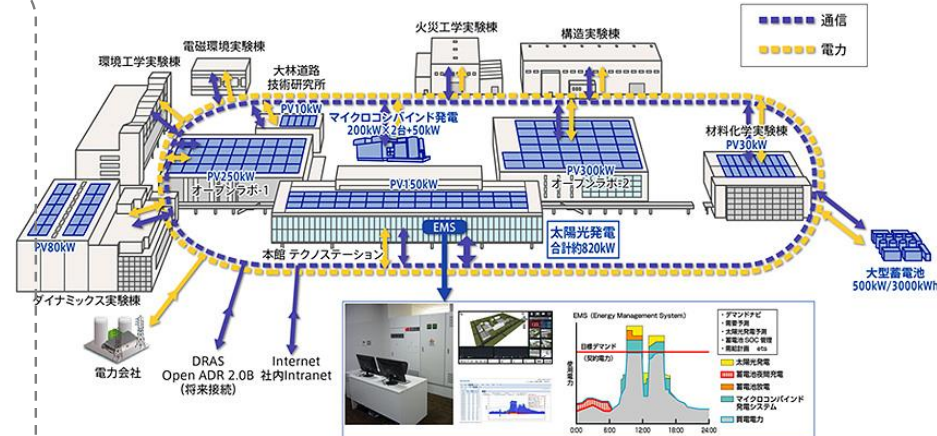 通信
電力
火災工学実験棟
構造実験棟
電磁環境実験棟
環境工学実験棟
大林道路
技術研究所
PV10kW
マイクロコンバインド発電
200kW×2台+50kW
材料化学実験棟
PV30kW
PV250kW
オープンラボ-1
PV300kW
オープンラボ-2
PV150kW
EMS
太陽光発電
合計約820kW
PV80kW
本館 テクノステーション
ダイナミックス実験棟
大型蓄電池
500kW/3000kWh
電力会社
DRAS
Open ADR 2.0B
(将来接続)
Internet
社内Intranet
EMS (Energy Management System)
・デマンドナビ
・需要予測
・太陽光発電予測
・蓄電池 SOC 管理
・需給計画 ets
目標デマンド
(契約電力)
使用電力
太陽光発電
蓄電池夜間充電
蓄電池放電
マイクロコンバインド
発電システム
買電電力
0:00 6:00 12:00 18:00 24:00